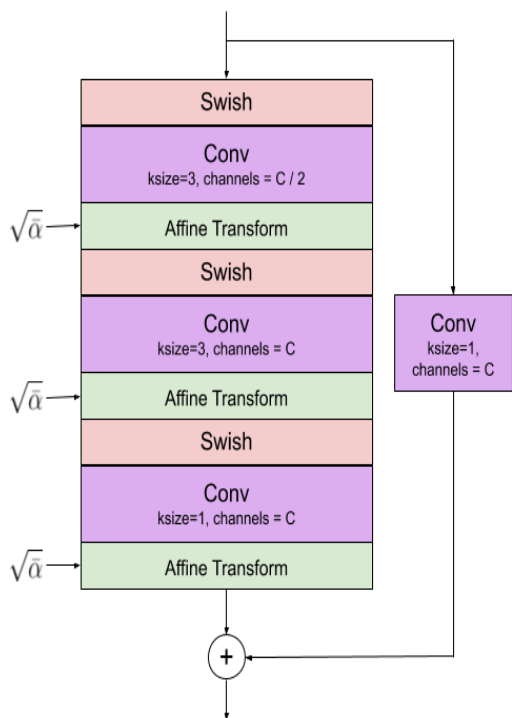 Swish
Conv
ksize=3, channels = C / 2
√ᾱ
Affine Transform
Swish
Conv
ksize=3, channels = C
√ᾱ
Affine Transform
Swish
Conv
ksize=1, channels = C
√ᾱ
Affine Transform
+
Conv
ksize=1,
channels = C